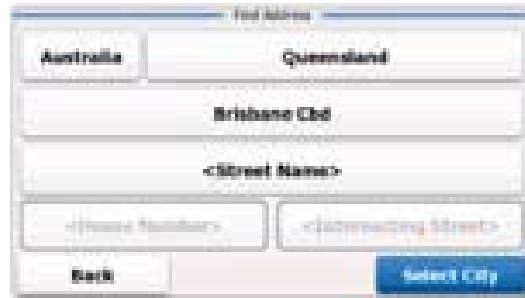 Find Address
Australia Queensland
Brisbane Cbd
<Street Name>
<House Number> <Intersecting Street>
Back Select City